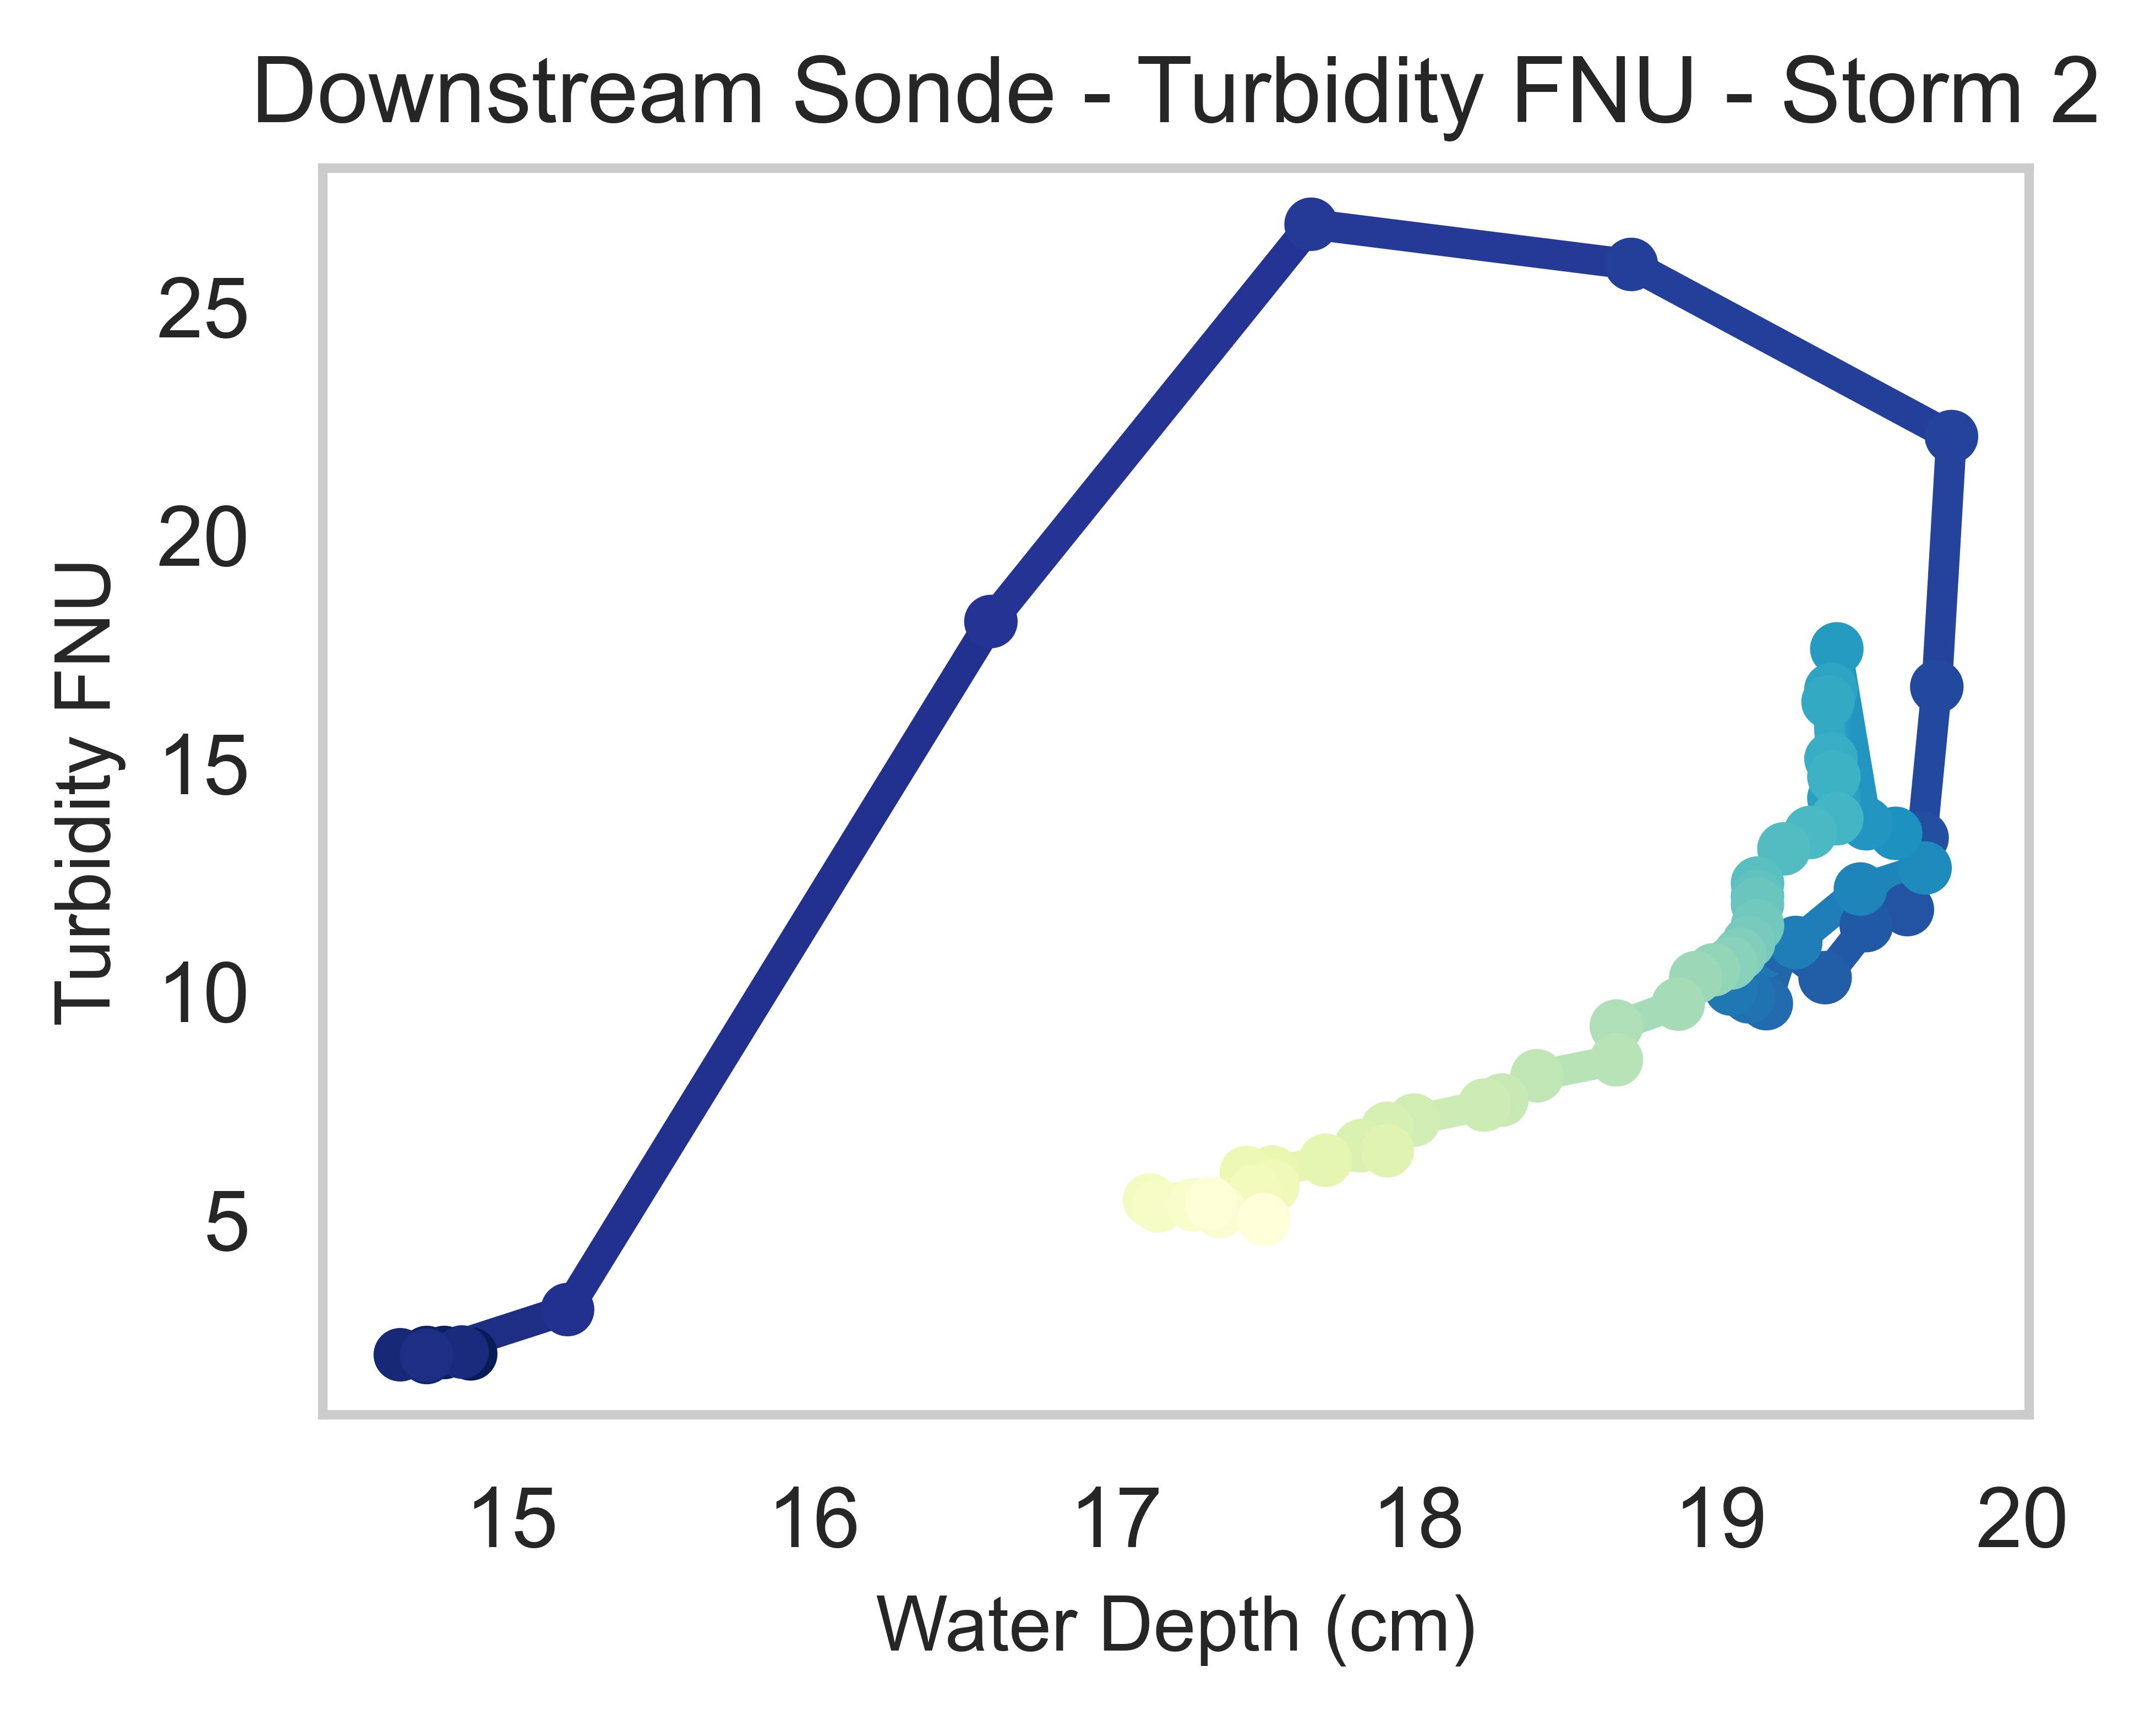 Downstream Sonde - Turbidity FNU - Storm 2
Turbidity FNU
25
20
15
10
5
15 16 17 18 19 20
Water Depth (cm)